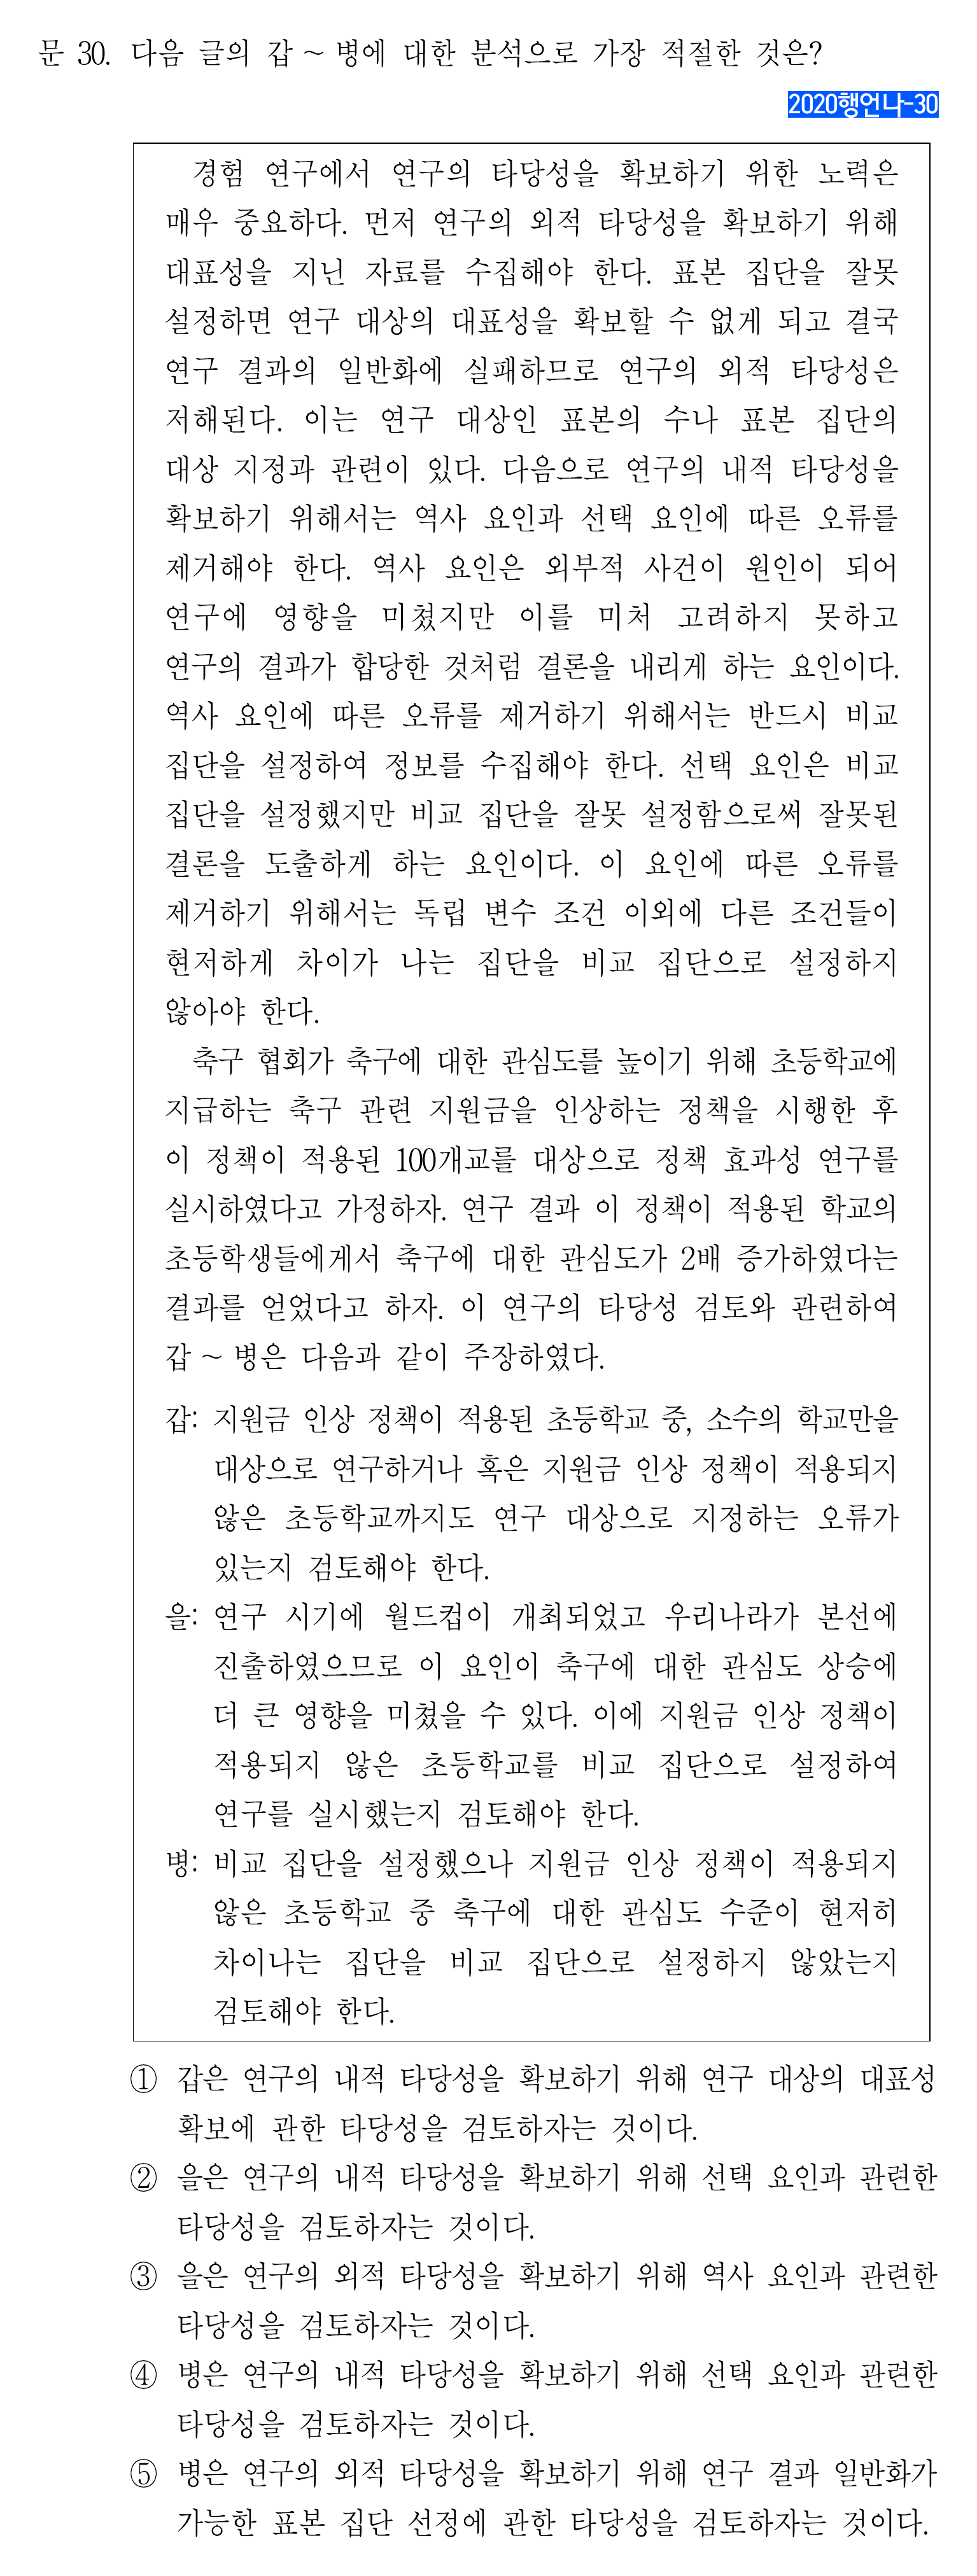 문 30. 다음 글의 갑 ~ 병에 대한 분석으로 가장 적절한 것은?
2020행언나-30
경험 연구에서 연구의 타당성을 확보하기 위한 노력은
매우 중요하다. 먼저 연구의 외적 타당성을 확보하기 위해
대표성을 지닌 자료를 수집해야 한다. 표본 집단을 잘못
설정하면 연구 대상의 대표성을 확보할 수 없게 되고 결국
연구 결과의 일반화에 실패하므로 연구의 외적 타당성은
저해된다. 이는 연구 대상인 표본의 수나 표본 집단의
대상 지정과 관련이 있다. 다음으로 연구의 내적 타당성을
확보하기 위해서는 역사 요인과 선택 요인에 따른 오류를
제거해야 한다. 역사 요인은 외부적 사건이 원인이 되어
연구에 영향을 미쳤지만 이를 미처 고려하지 못하고
연구의 결과가 합당한 것처럼 결론을 내리게 하는 요인이다.
역사 요인에 따른 오류를 제거하기 위해서는 반드시 비교
집단을 설정하여 정보를 수집해야 한다. 선택 요인은 비교
집단을 설정했지만 비교 집단을 잘못 설정함으로써 잘못된
결론을 도출하게 하는 요인이다. 이 요인에 따른 오류를
제거하기 위해서는 독립 변수 조건 이외에 다른 조건들이
현저하게 차이가 나는 집단을 비교 집단으로 설정하지
않아야 한다.
축구 협회가 축구에 대한 관심도를 높이기 위해 초등학교에
지급하는 축구 관련 지원금을 인상하는 정책을 시행한 후
이 정책이 적용된 100개교를 대상으로 정책 효과성 연구를
실시하였다고 가정하자. 연구 결과 이 정책이 적용된 학교의
초등학생들에게서 축구에 대한 관심도가 2배 증가하였다는
결과를 얻었다고 하자. 이 연구의 타당성 검토와 관련하여
갑 ~ 병은 다음과 같이 주장하였다.
갑: 지원금 인상 정책이 적용된 초등학교 중, 소수의 학교만을
대상으로 연구하거나 혹은 지원금 인상 정책이 적용되지
않은 초등학교까지도 연구 대상으로 지정하는 오류가
있는지 검토해야 한다.
을: 연구 시기에 월드컵이 개최되었고 우리나라가 본선에
진출하였으므로 이 요인이 축구에 대한 관심도 상승에
더 큰 영향을 미쳤을 수 있다. 이에 지원금 인상 정책이
적용되지 않은 초등학교를 비교 집단으로 설정하여
연구를 실시했는지 검토해야 한다.
병: 비교 집단을 설정했으나 지원금 인상 정책이 적용되지
않은 초등학교 중 축구에 대한 관심도 수준이 현저히
차이나는 집단을 비교 집단으로 설정하지 않았는지
검토해야 한다.
① 갑은 연구의 내적 타당성을 확보하기 위해 연구 대상의 대표성
확보에 관한 타당성을 검토하자는 것이다.
② 을은 연구의 내적 타당성을 확보하기 위해 선택 요인과 관련한
타당성을 검토하자는 것이다.
③ 을은 연구의 외적 타당성을 확보하기 위해 역사 요인과 관련한
타당성을 검토하자는 것이다.
④ 병은 연구의 내적 타당성을 확보하기 위해 선택 요인과 관련한
타당성을 검토하자는 것이다.
⑤ 병은 연구의 외적 타당성을 확보하기 위해 연구 결과 일반화가
가능한 표본 집단 선정에 관한 타당성을 검토하자는 것이다.